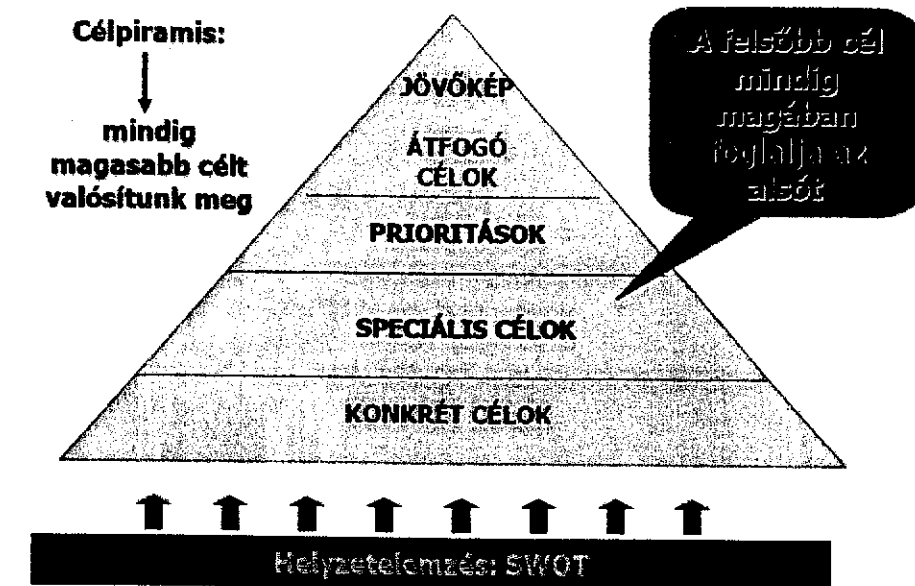 Célpiramis:
mindig
magasabb célt
valósítunk meg
JÖVŐKÉP
ÁTFOGÓ
CÉLOK
PRIORITÁSOK
SPECIÁLIS CÉLOK
KONKRÉT CÉLOK
A felsőbb cél
mindig
magában
foglalja az
alsót
Helyzetelemzés: SWOT